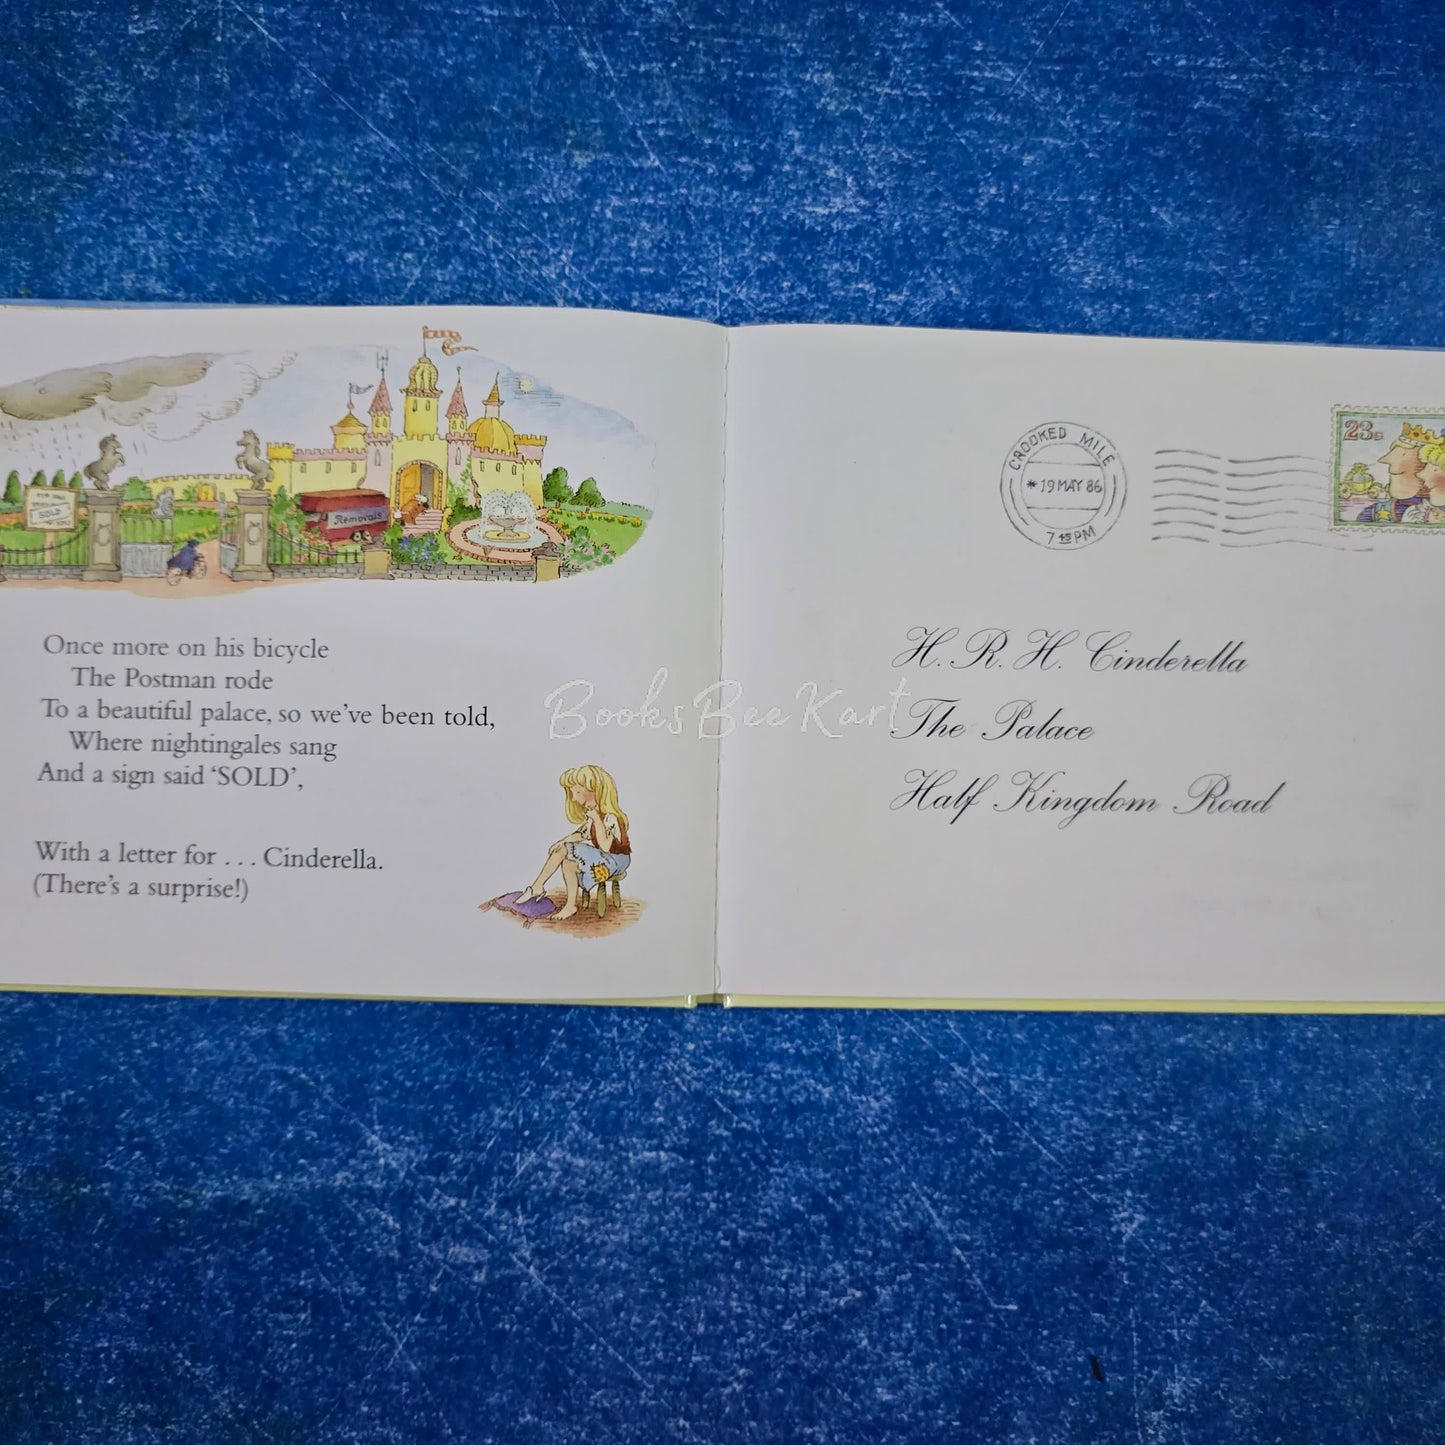 SOLD
Removals
Once more on his bicycle
The Postman rode
To a beautiful palace, so we've been told,
Where nightingales sang
And a sign said 'SOLD',
With a letter for . . . Cinderella.
(There's a surprise!)
BooksBeeKart
CROOKED MILE
*19 MAY 86
7 45 PM
23
H. R. H. Cinderella
The Palace
Half Kingdom Road